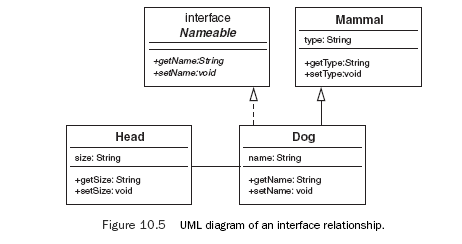 interface
Nameable
+getName:String
+setName:void
Mammal
type: String
+getType:String
+setType:void
Head
size: String
+getSize: String
+setSize: void
Dog
name: String
+getName: String
+setName: void
Figure 10.5 UML diagram of an interface relationship.